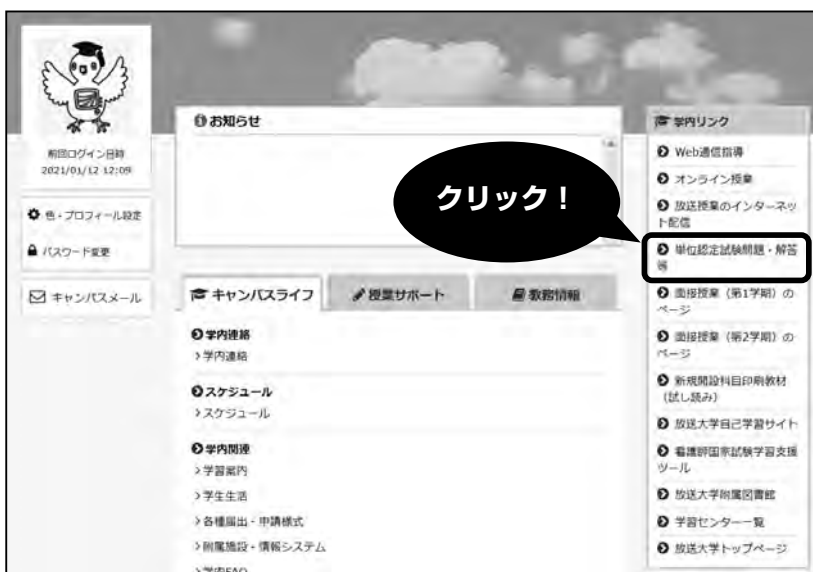 前回ログイン日時
2021/01/12 12:09
色・プロフィール設定
パスワード変更
キャンパスメール
お知らせ
クリック！
キャンパスライフ
授業サポート
教務情報
学内連絡
›学内連絡
スケジュール
›スケジュール
学内関連
›学習案内
›学生生活
›各種届出・申請様式
›附属施設・情報システム
›学内FAQ
学内リンク
Web通信指導
オンライン授業
放送授業のインターネッ
ト配信
単位認定試験問題・解答
等
面接授業（第1学期）の
ページ
面接授業（第2学期）の
ページ
新規開設科目印刷教材
（試し読み）
放送大学自己学習サイト
看護師国家試験学習支援
ツール
放送大学附属図書館
学習センター一覧
放送大学トップページ